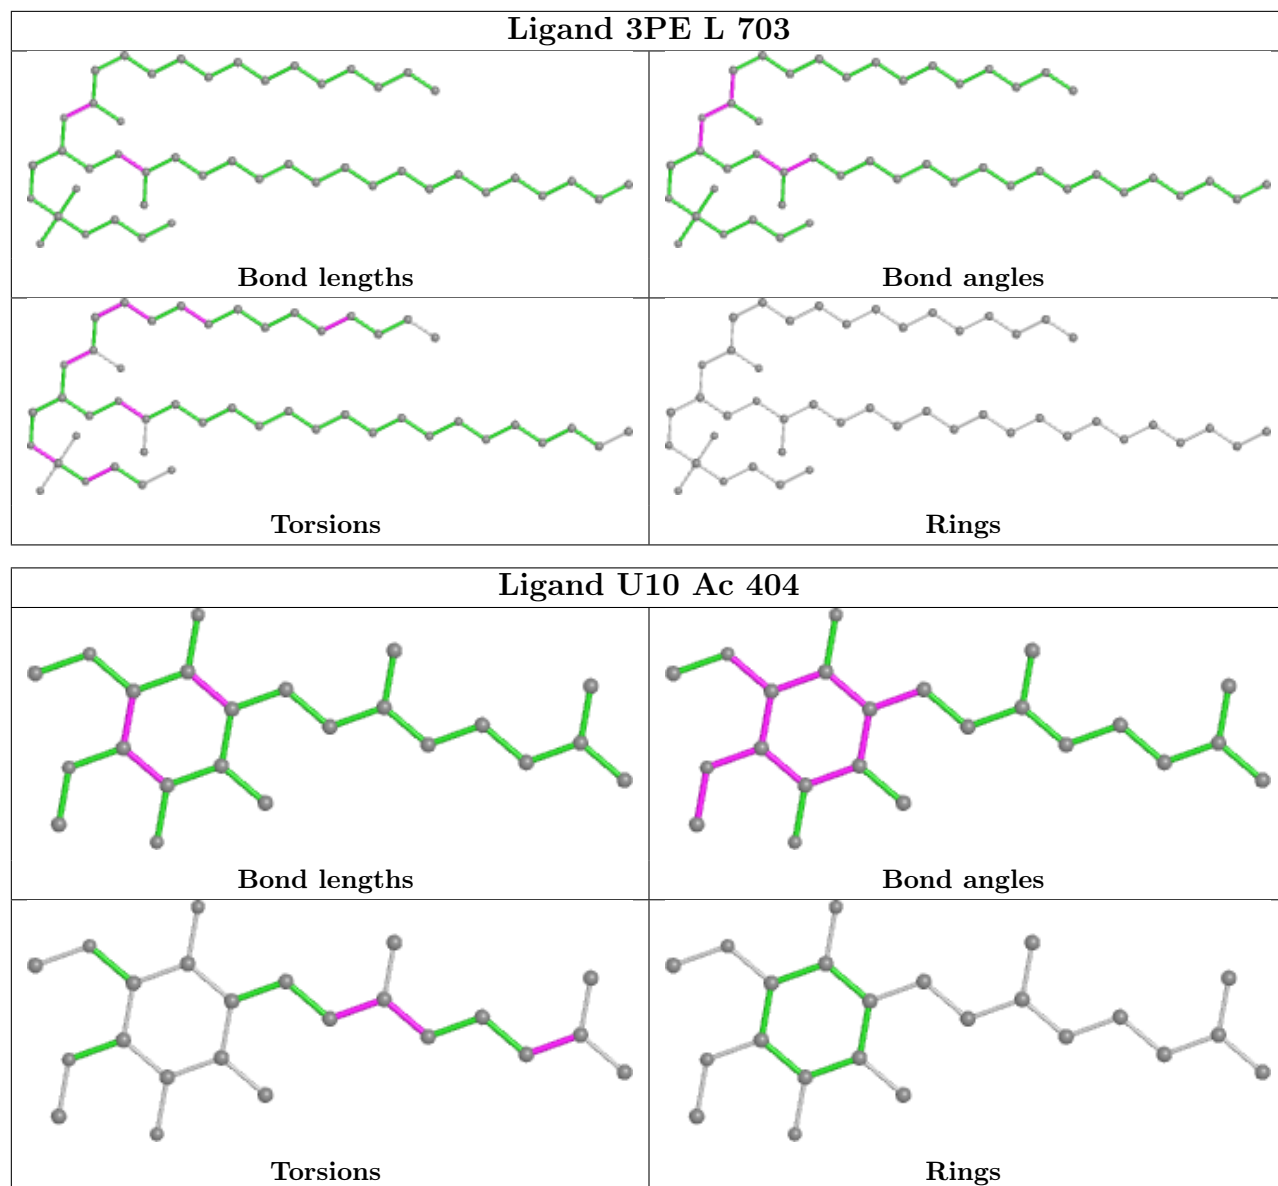 Ligand 3PE L 703
Bond lengths
Bond angles
Torsions
Rings
Ligand U10 Ac 404
Bond lengths
Bond angles
Torsions
Rings